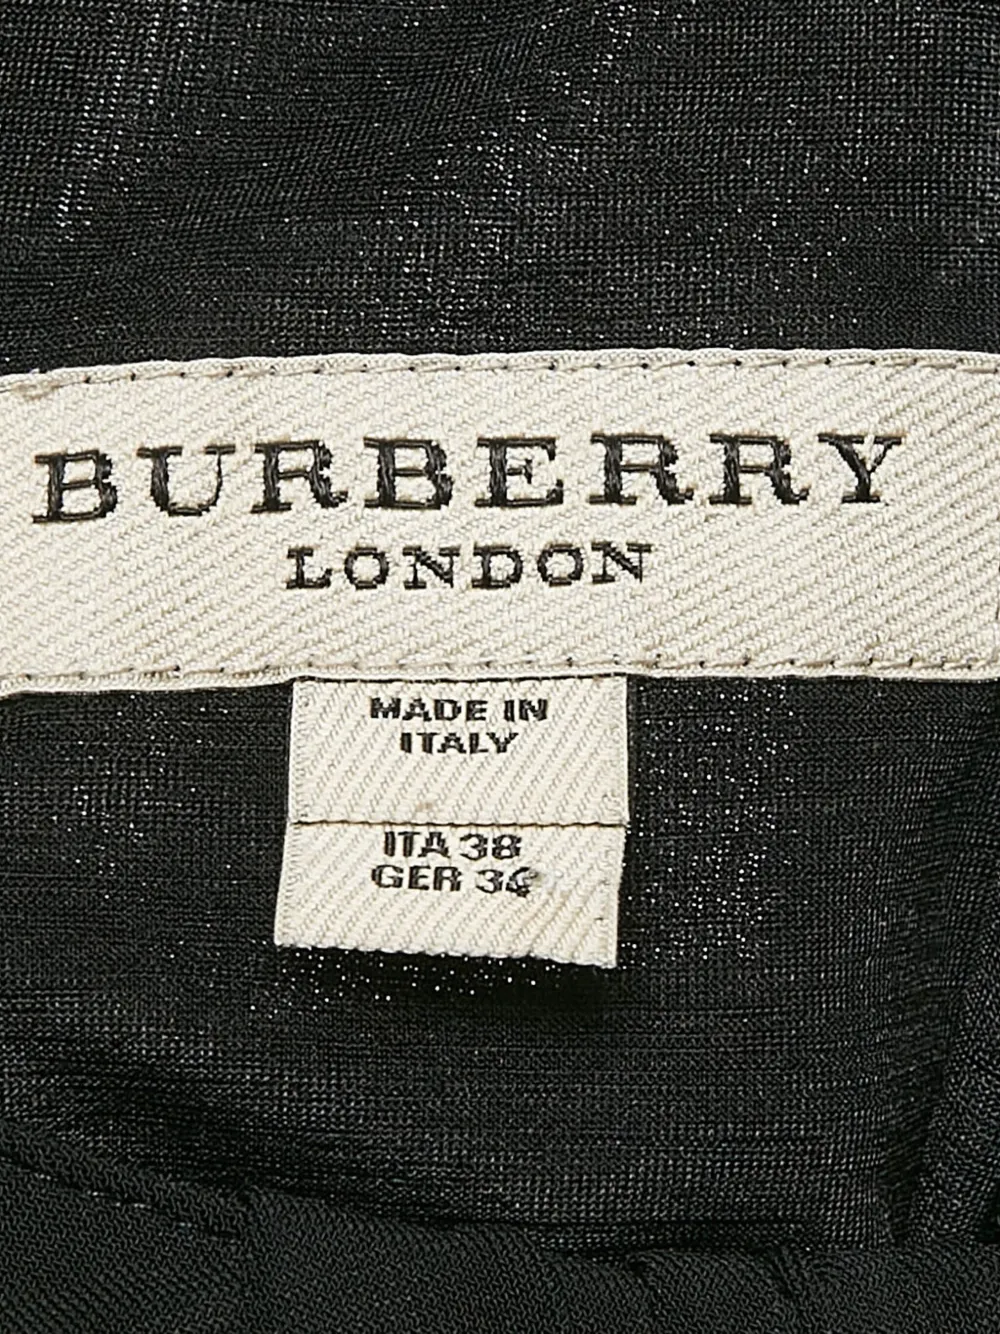 BURBERRY
LONDON
MADE IN
ITALY
ITA 38
GER 34